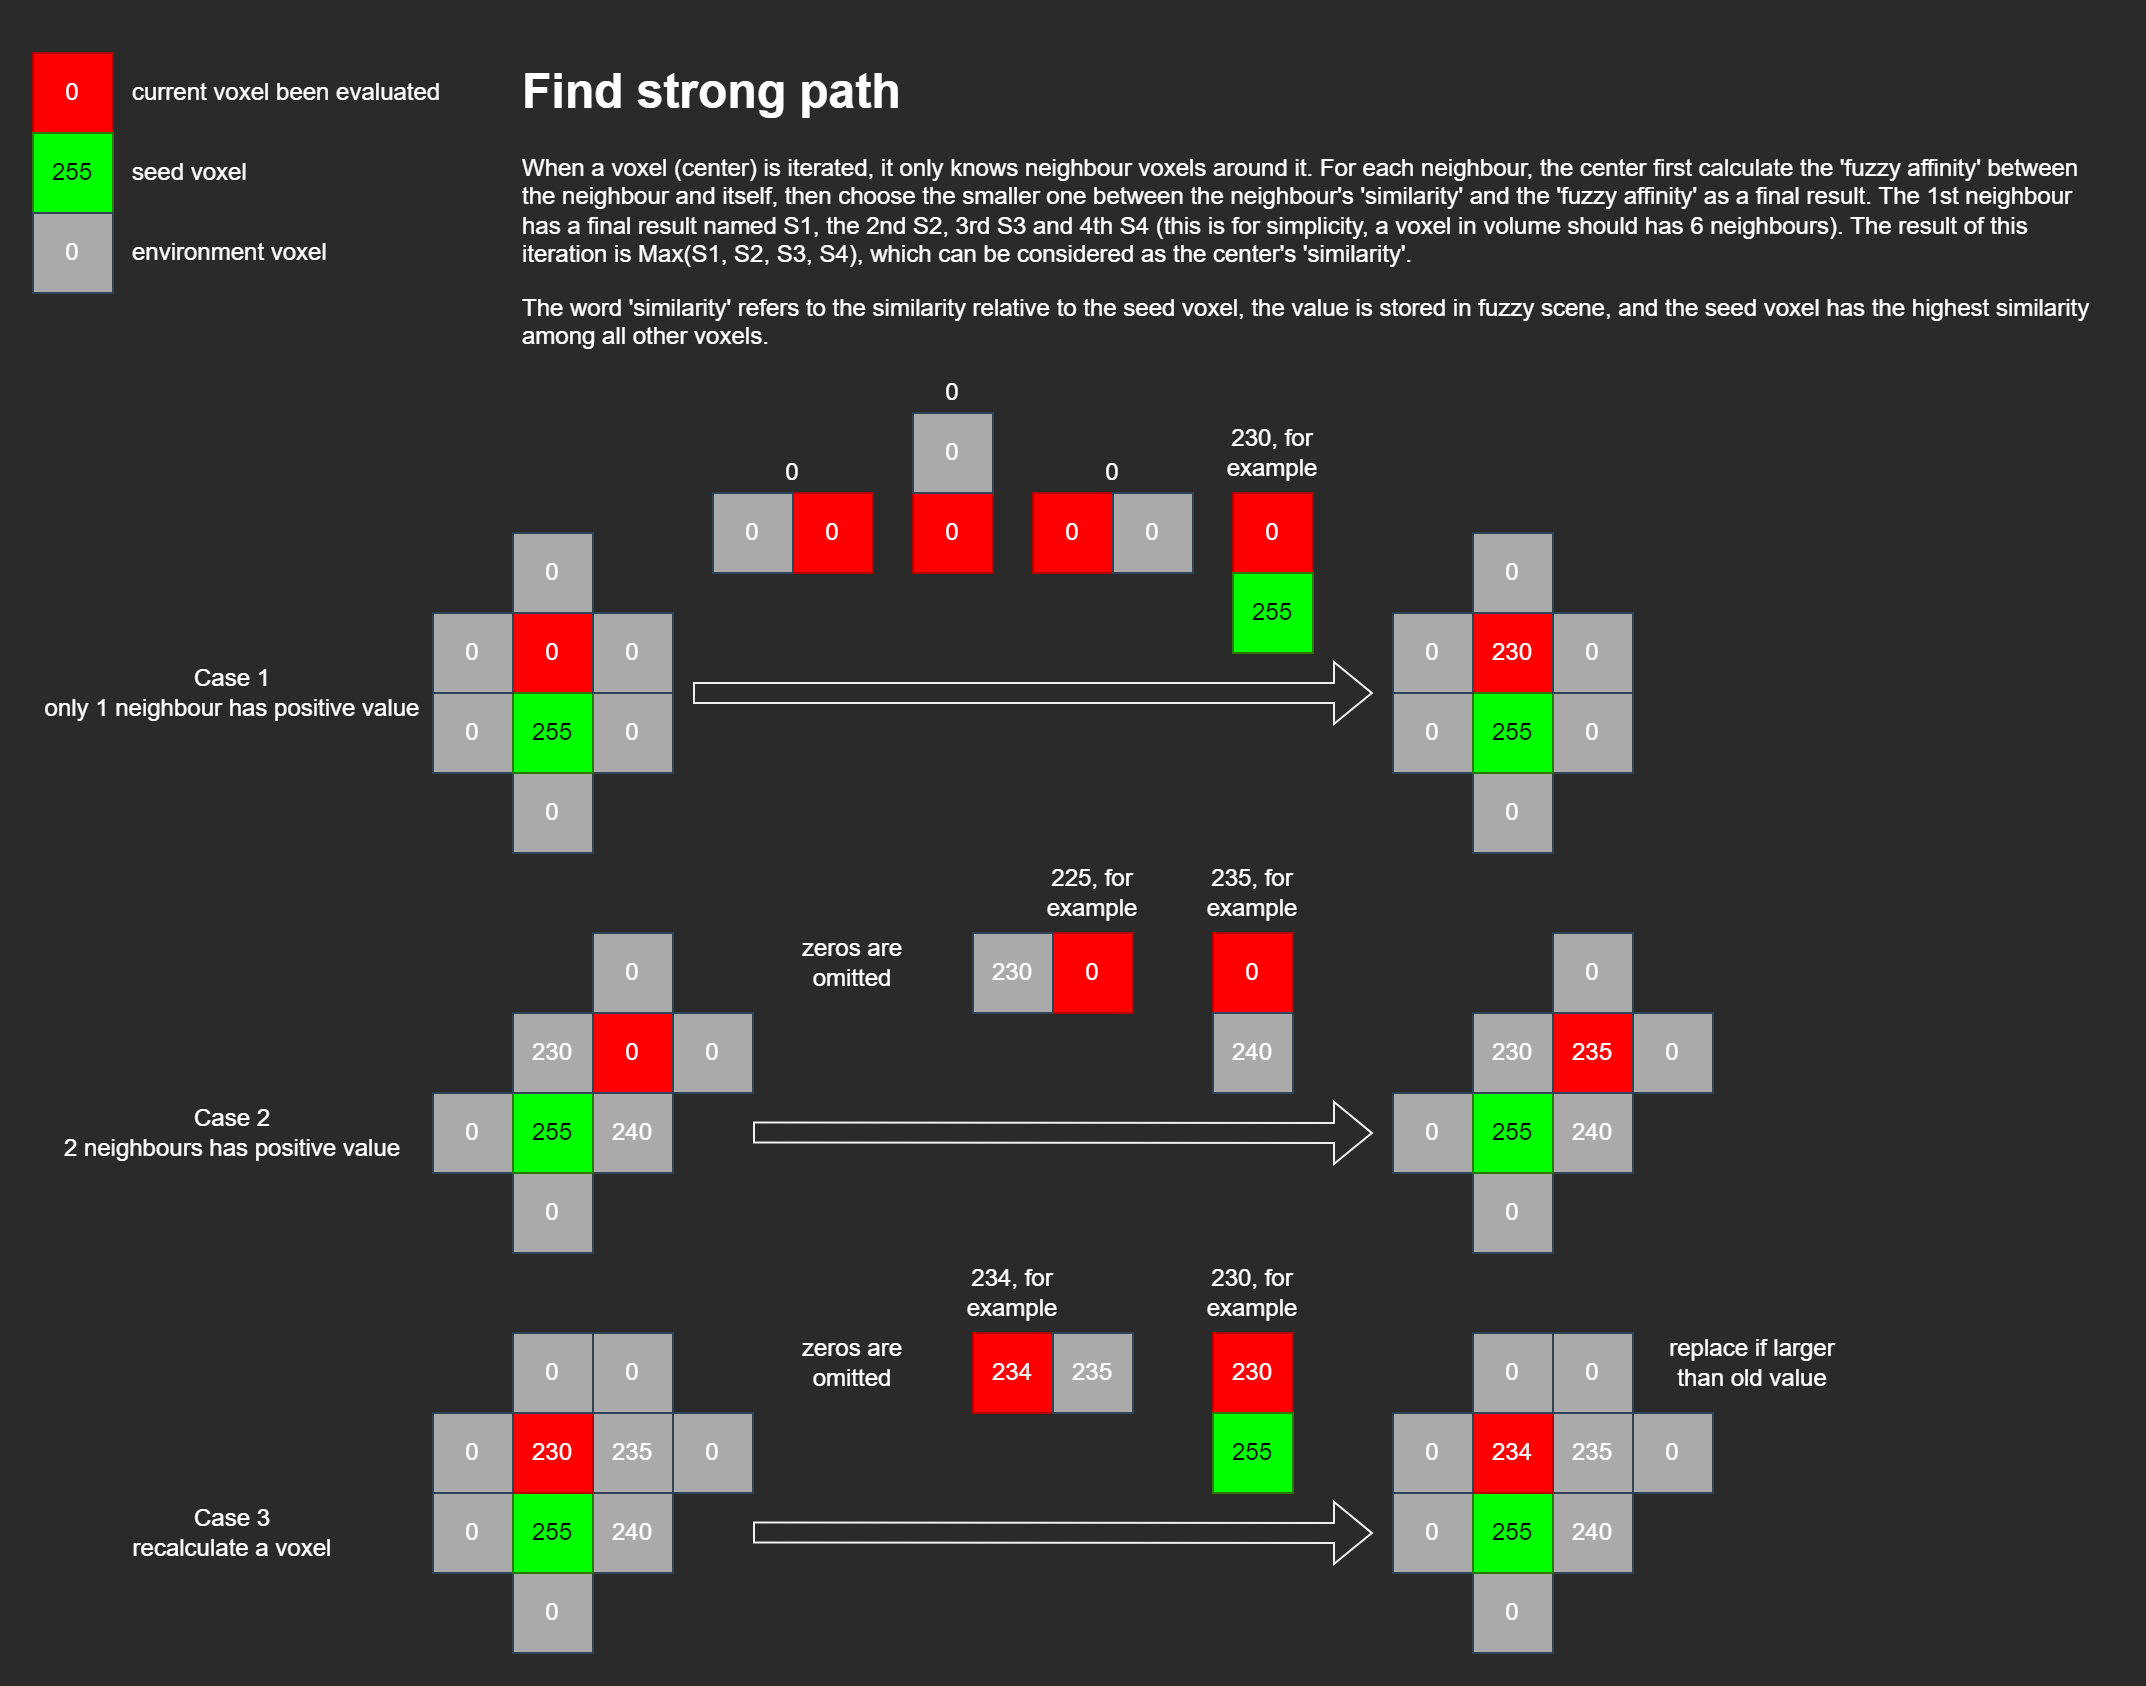 0
current voxel been evaluated
255
seed voxel
0
environment voxel
Find strong path
When a voxel (center) is iterated, it only knows neighbour voxels around it. For each neighbour, the center first calculate the 'fuzzy affinity' between
the neighbour and itself, then choose the smaller one between the neighbour's 'similarity' and the 'fuzzy affinity' as a final result. The 1st neighbour
has a final result named S1, the 2nd S2, 3rd S3 and 4th S4 (this is for simplicity, a voxel in volume should has 6 neighbours). The result of this
iteration is Max(S1, S2, S3, S4), which can be considered as the center's 'similarity'.
The word 'similarity' refers to the similarity relative to the seed voxel, the value is stored in fuzzy scene, and the seed voxel has the highest similarity
among all other voxels.
Case 1
only 1 neighbour has positive value
0
0 0 0
0 255 0
0
0
0 0
0
0
0
0
0 0
230, for
example
0
255
0
0 230 0
0 255 0
0
Case 2
2 neighbours has positive value
0
230 0 0
0 255 240
0
zeros are
omitted
225, for
example
230 0
235, for
example
0
240
0
230 235 0
0 255 240
0
Case 3
recalculate a voxel
0 0
0 230 235 0
0 255 240
0
zeros are
omitted
234, for
example
234 235
230, for
example
230
255
0 0
0 234 235 0
0 255 240
0
replace if larger
than old value